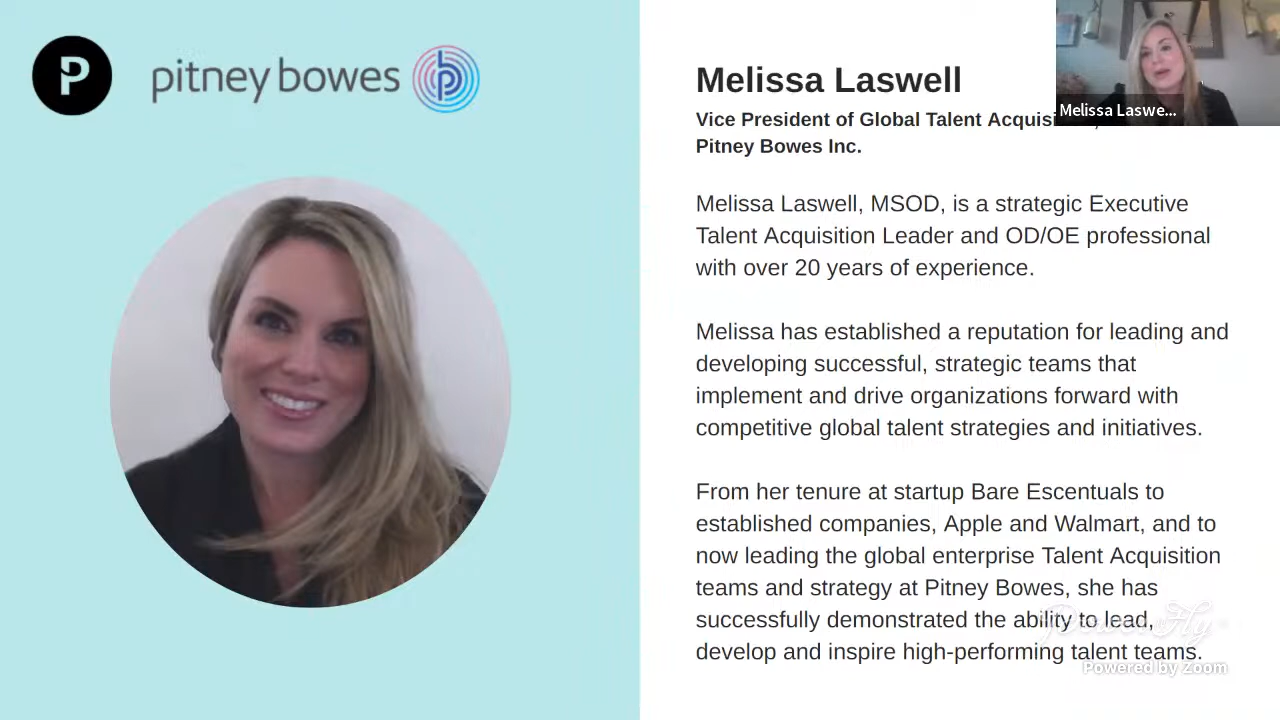 P
pitney bowes
Melissa Laswell
Melissa Laswe...
Vice President of Global Talent
Pitney Bowes Inc.
Melissa Laswell, MSOD, is a strategic Executive
Talent Acquisition Leader and OD/OE professional
with over 20 years of experience.
Melissa has established a reputation for leading and
developing successful, strategic teams that
implement and drive organizations forward with
competitive global talent strategies and initiatives.
From her tenure at startup Bare Escentuals to
established companies, Apple and Walmart, and to
now leading the global enterprise Talent Acquisition
teams and strategy at Pitney Bowes, she has
successfully demonstrated the ability to lead,
develop and inspire high-performing talent teams.
PowerToFly
Powered by Zoom